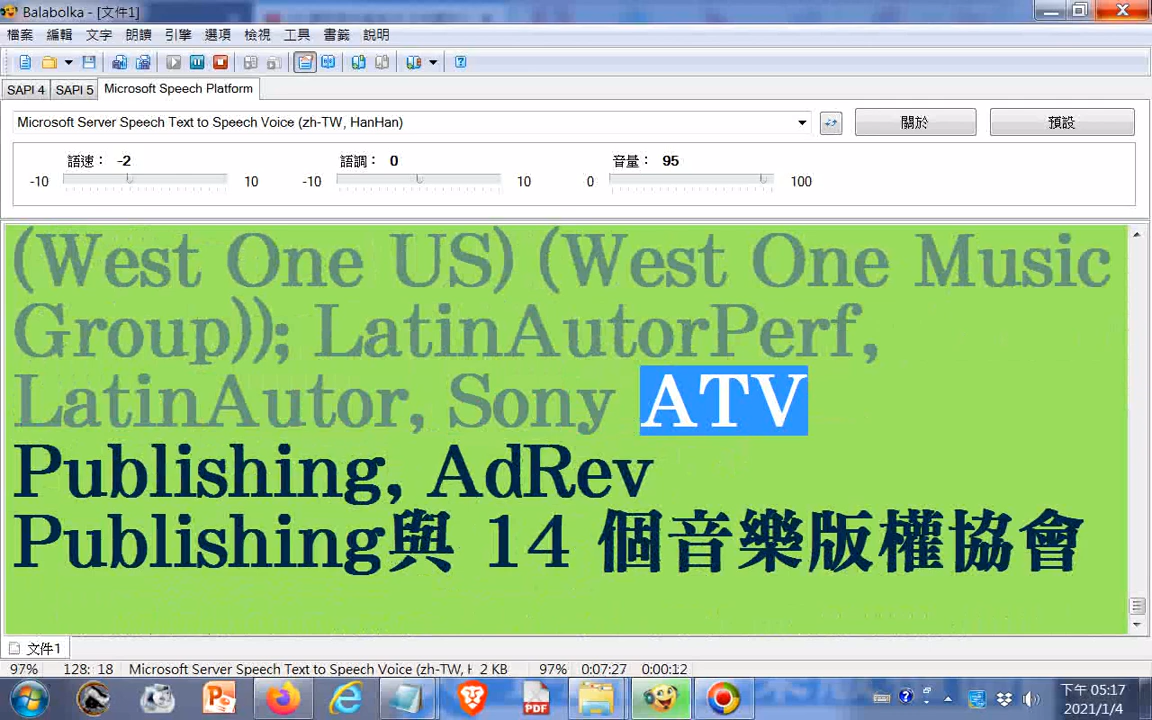 Balabolka - [文件1]
檔案 編輯 文字 朗讀 引擎 選項 檢視 工具 書籤 說明
SAPI 4 SAPI 5 Microsoft Speech Platform
Microsoft Server Speech Text to Speech Voice (zh-TW, HanHan)
關於 預設
語速： -2 語調： 0 音量： 95
-10 10 -10 10 0 100
(West One US) (West One Music
Group)); LatinAutorPerf,
LatinAutor, Sony ATV
Publishing, AdRev
Publishing與 14 個音樂版權協會
文件1
97% 128: 18 Microsoft Server Speech Text to Speech Voice (zh-TW, H 2 KB 97% 0:07:27 0:00:12
PDF
下午 05:17
2021/1/4